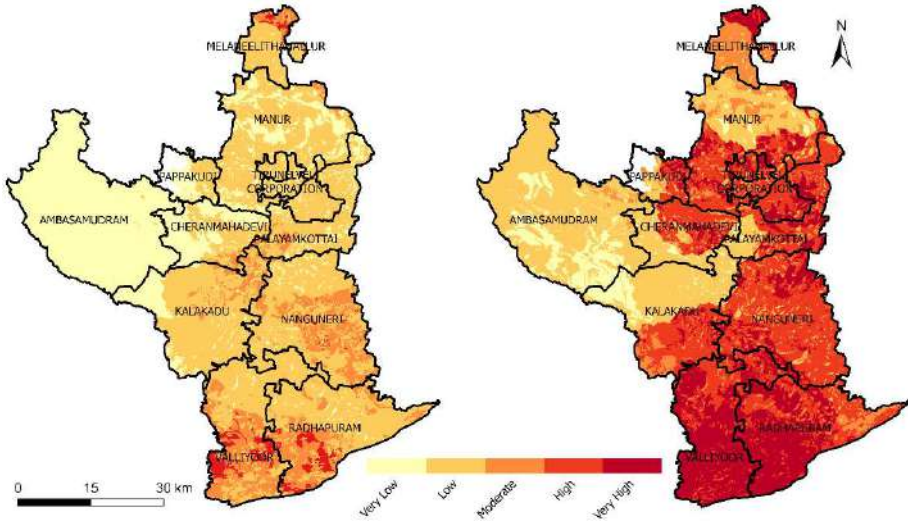 MELANEELITHANALLUR
MANUR
PAPPAKUDI
TIRUNELVELI
CORPORATION
AMBASAMUDRAM
CHERANMAHADEVI
PALAYAMKOTTAI
KALAKADU
NANGUNERI
RADHAPURAM
VALLIYOOR
0 15 30 km
N
MELANEELITHANALLUR
MANUR
PAPPAKUDI
TIRUNELVELI
CORPORATION
AMBASAMUDRAM
CHERANMAHADEVI
PALAYAMKOTTAI
KALAKADU
NANGUNERI
RADHAPURAM
VALLIYOOR
Very Low
Low
Moderate
High
Very High